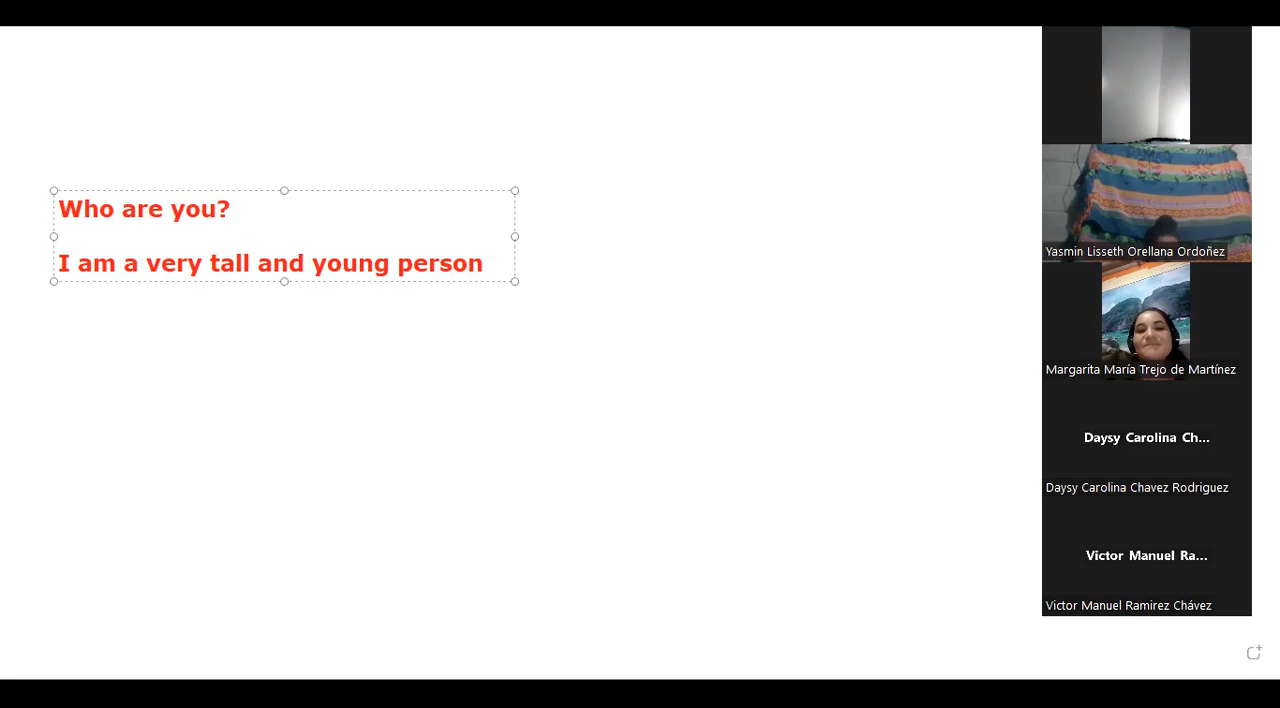 Who are you?
I am a very tall and young person
Yasmin Lisseth Orellana Ordoñez
Margarita María Trejo de Martínez
Daysy Carolina Ch...
Daysy Carolina Chavez Rodriguez
Victor Manuel Ra...
Victor Manuel Ramirez Chávez